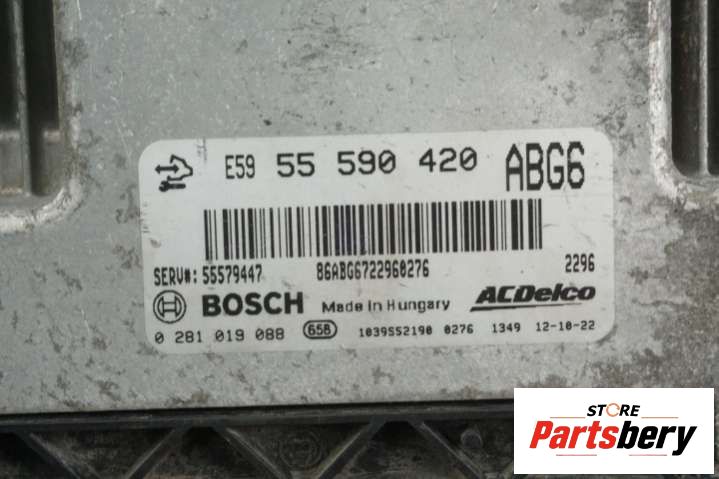 E59 55 590 420 ABG6
SERV#: 55579447 86ABG6722960276 2296
BOSCH Made in Hungary ACDelco
0 281 019 088 65B 1039S52190 0276 1349 12-10-22
STORE
Partsbery